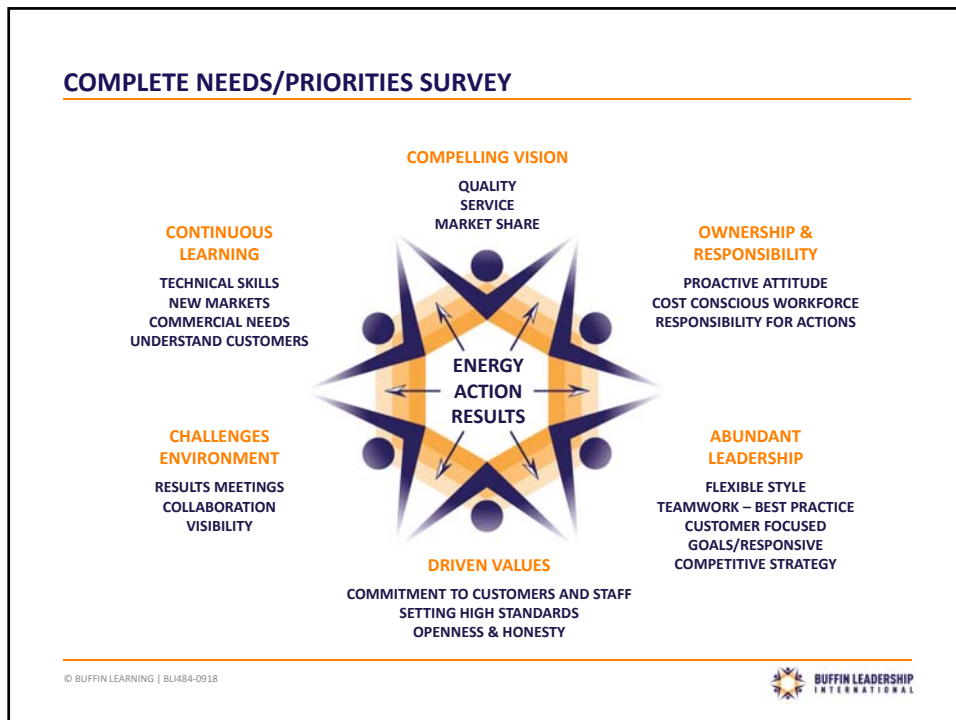 COMPLETE NEEDS/PRIORITIES SURVEY
COMPELLING VISION
QUALITY
SERVICE
MARKET SHARE
CONTINUOUS
LEARNING
TECHNICAL SKILLS
NEW MARKETS
COMMERCIAL NEEDS
UNDERSTAND CUSTOMERS
OWNERSHIP &
RESPONSIBILITY
PROACTIVE ATTITUDE
COST CONSCIOUS WORKFORCE
RESPONSIBILITY FOR ACTIONS
ENERGY
ACTION
RESULTS
CHALLENGES
ENVIRONMENT
RESULTS MEETINGS
COLLABORATION
VISIBILITY
ABUNDANT
LEADERSHIP
FLEXIBLE STYLE
TEAMWORK – BEST PRACTICE
CUSTOMER FOCUSED
GOALS/RESPONSIVE
COMPETITIVE STRATEGY
DRIVEN VALUES
COMMITMENT TO CUSTOMERS AND STAFF
SETTING HIGH STANDARDS
OPENNESS & HONESTY
© BUFFIN LEARNING | BLI484-0918
BUFFIN LEADERSHIP
INTERNATIONAL